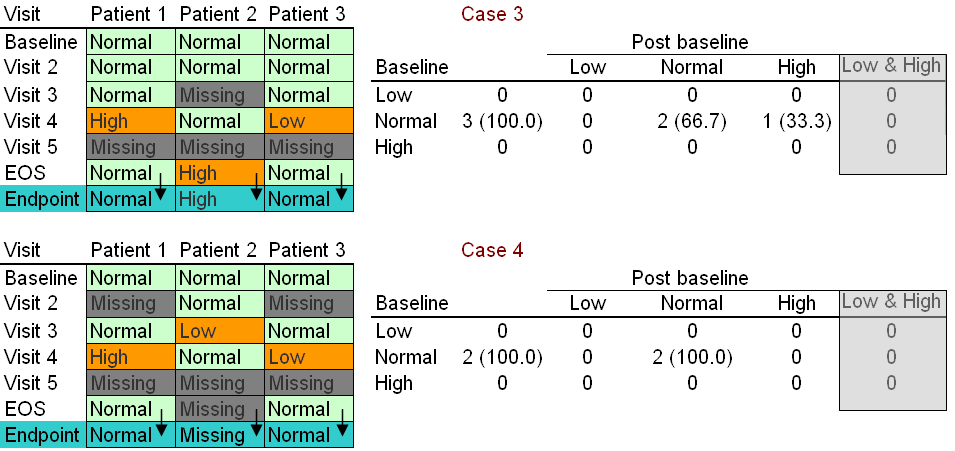 Visit Patient 1 Patient 2 Patient 3 Case 3
Baseline Normal Normal Normal Post baseline
Visit 2 Normal Normal Normal Baseline Low Normal High Low & High
Visit 3 Normal Missing Normal Low 0 0 0 0 0
Visit 4 High Normal Low Normal 3 (100.0) 0 2 (66.7) 1 (33.3) 0
Visit 5 Missing Missing Missing High 0 0 0 0 0
EOS Normal High Normal
Endpoint Normal High Normal
Visit Patient 1 Patient 2 Patient 3 Case 4
Baseline Normal Normal Normal Post baseline
Visit 2 Missing Normal Missing Baseline Low Normal High Low & High
Visit 3 Normal Low Normal Low 0 0 0 0 0
Visit 4 High Normal Low Normal 2 (100.0) 0 2 (100.0) 0 0
Visit 5 Missing Missing Missing High 0 0 0 0 0
EOS Normal Missing Normal
Endpoint Normal Missing Normal